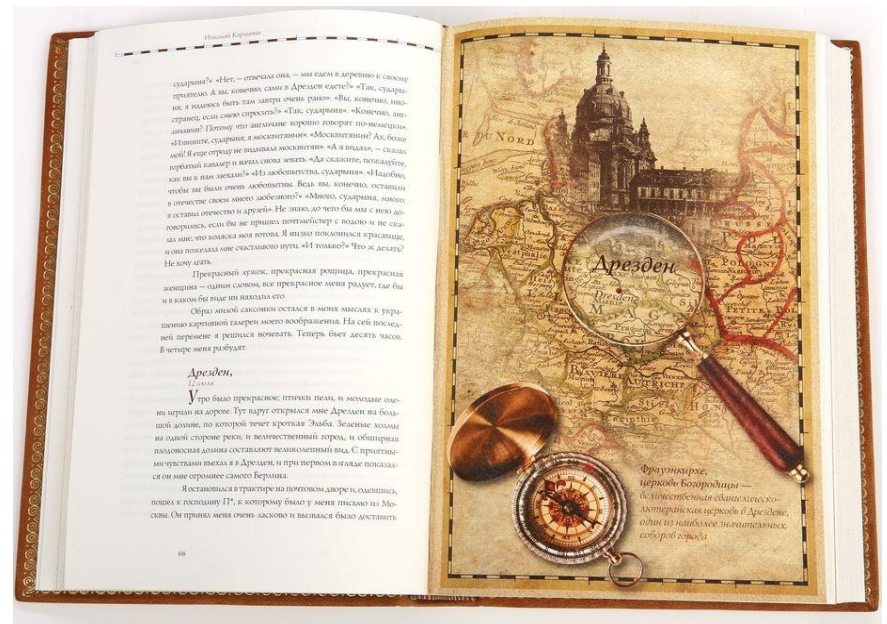 Николай Карамзин
сударыня?» «Нет, – отвечала она, – мы едем в деревню к своему
приятелю. А вы, конечно, сами в Дрезден едете?» «Так, судары-
ня; я надеюсь быть там завтра очень рано». «Вы, конечно, ино-
странец, если смею спросить?» «Так, сударыня». «Конечно, анг-
личанин? Потому что англичане хорошо говорят по-немецки».
«Извините, сударыня; я москвитянин». «Москвитянин? Ах, боже
мой! Я еще отроду не видывала москвитян». «А я видал», – сказал
горбатый кавалер и начал снова зевать. «Да скажите, пожалуйте,
как вы к нам заехали?» «Из любопытства, сударыня». «Надобно,
чтобы вы были очень любопытны. Ведь вы, конечно, оставили
в отечестве своем много любезного?» «Много, сударыня, много:
я оставил отечество и друзей». Не знаю, до чего бы мы с нею до-
говорились, если бы не пришел почтмейстер с водою и не ска-
зал мне, что коляска моя готова. Я низко поклонился красавице,
и она пожелала мне счастливого пути. «И только?» Что ж делать?
Не хочу лгать.
Прекрасный лужок, прекрасная рощица, прекрасная
женщина – одним словом, все прекрасное меня радует, где бы
и в каком бы виде ни находил его.
Образ милой саксонки остался в моих мыслях к укра-
шению картинной галереи моего воображения. На сей послед-
ней перемене я решился ночевать. Теперь бьет десять часов.
В четыре меня разбудят.
Дрезден,
12 июля
Утро было прекрасное; птички пели, и молодые оле-
ни играли на дороге. Тут вдруг открылся мне Дрезден на боль-
шой долине, по которой течет кроткая Эльба. Зеленые холмы
на одной стороне реки, и величественный город, и обширная
плодоносная долина составляют великолепный вид. С приятны-
ми чувствами въехал я в Дрезден, и при первом взгляде показал-
ся он мне огромнее самого Берлина.
Я остановился в трактире на почтовом дворе и, одевшись,
пошел к господину П*, к которому было у меня письмо из Мо-
сквы. Он принял меня очень ласково и вызвался было доставить
68
DU NORD
Дрезден
Dresden
POLOGNE
BAVIERE
AUTRICHE
Фрауэнкирхе,
церковь Богородицы —
величественная евангелическо-
лютеранская церковь в Дрездене,
один из наиболее значительных
соборов города